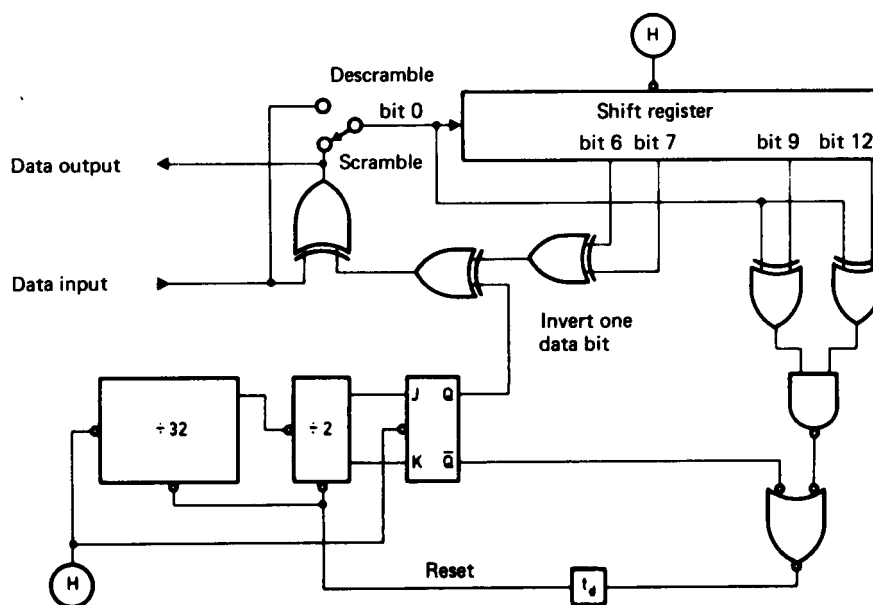 H
Descramble
bit 0
Shift register
bit 6 bit 7 bit 9 bit 12
Data output
Scramble
Data input
Invert one
data bit
÷ 32
÷ 2
J Q
K Q̅
H
Reset
t_d